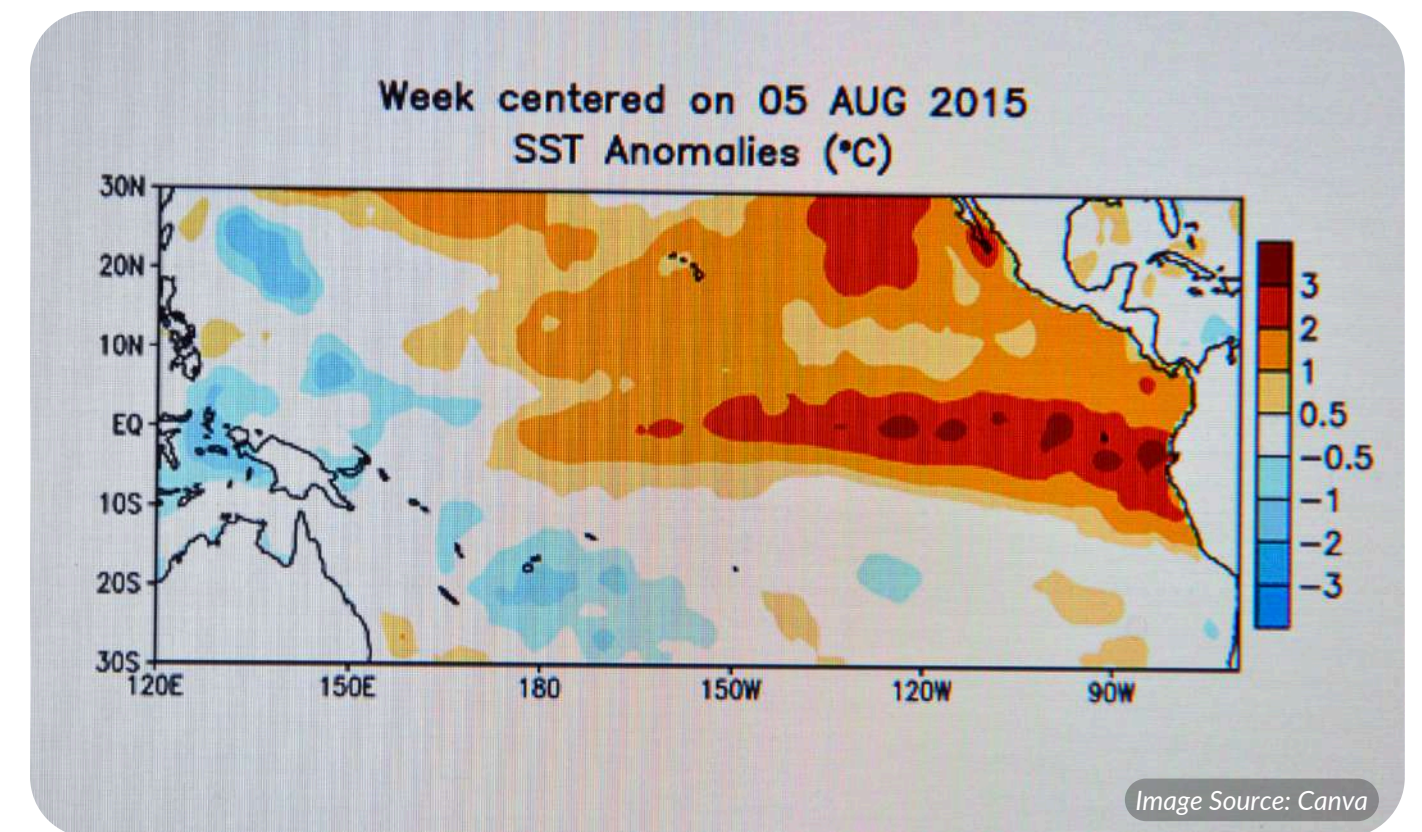 Week centered on 05 AUG 2015
SST Anomalies (°C)
30N
20N
10N
EQ
10S
20S
30S
120E 150E 180 150W 120W 90W
3
2
1
0.5
-0.5
-1
-2
-3
Image Source: Canva